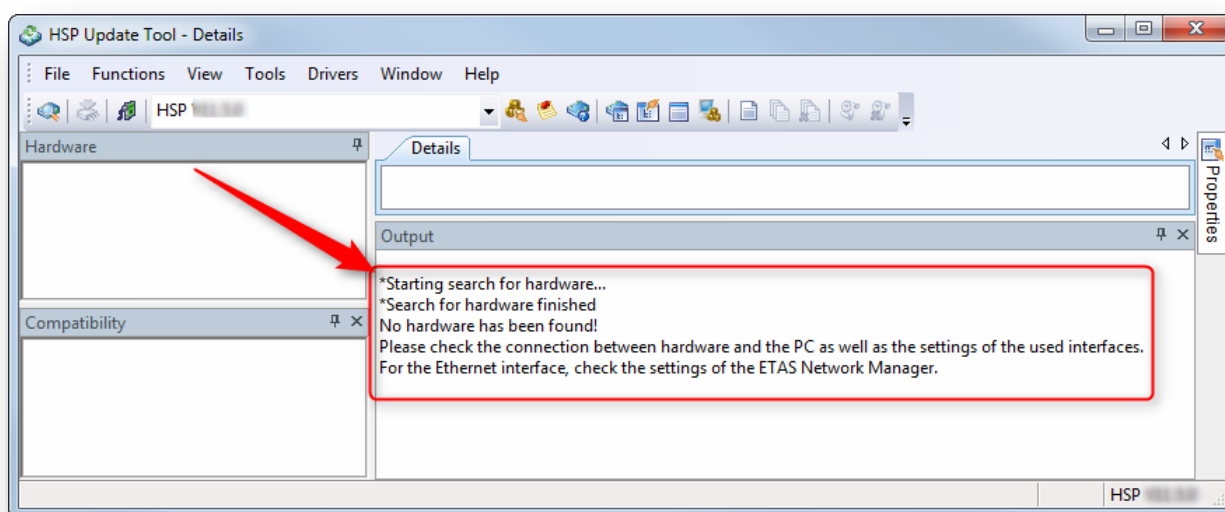 HSP Update Tool - Details
File Functions View Tools Drivers Window Help
HSP
Hardware
Details
Properties
Output
*Starting search for hardware...
*Search for hardware finished
No hardware has been found!
Please check the connection between hardware and the PC as well as the settings of the used interfaces.
For the Ethernet interface, check the settings of the ETAS Network Manager.
Compatibility
HSP